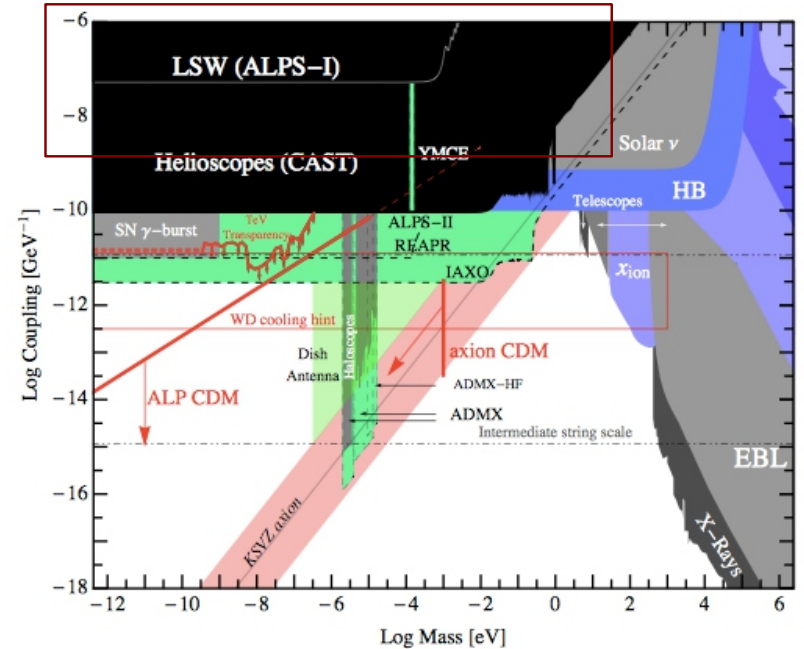 −6
LSW (ALPS−I)
−8
Solar ν
YMCE
Helioscopes (CAST)
HB
Telescopes
−10
SN γ−burst
TeV
Transparency
ALPS−II
REAPR
IAXO
x_ion
−12
WD cooling hint
Haloscopes
Dish
Antenna
axion CDM
ADMX−HF
ALP CDM
−14
ADMX
Intermediate string scale
EBL
−16
KSVZ axion
X−Rays
−18
−12 −10 −8 −6 −4 −2 0 2 4 6
Log Mass [eV]
Log Coupling [GeV⁻¹]